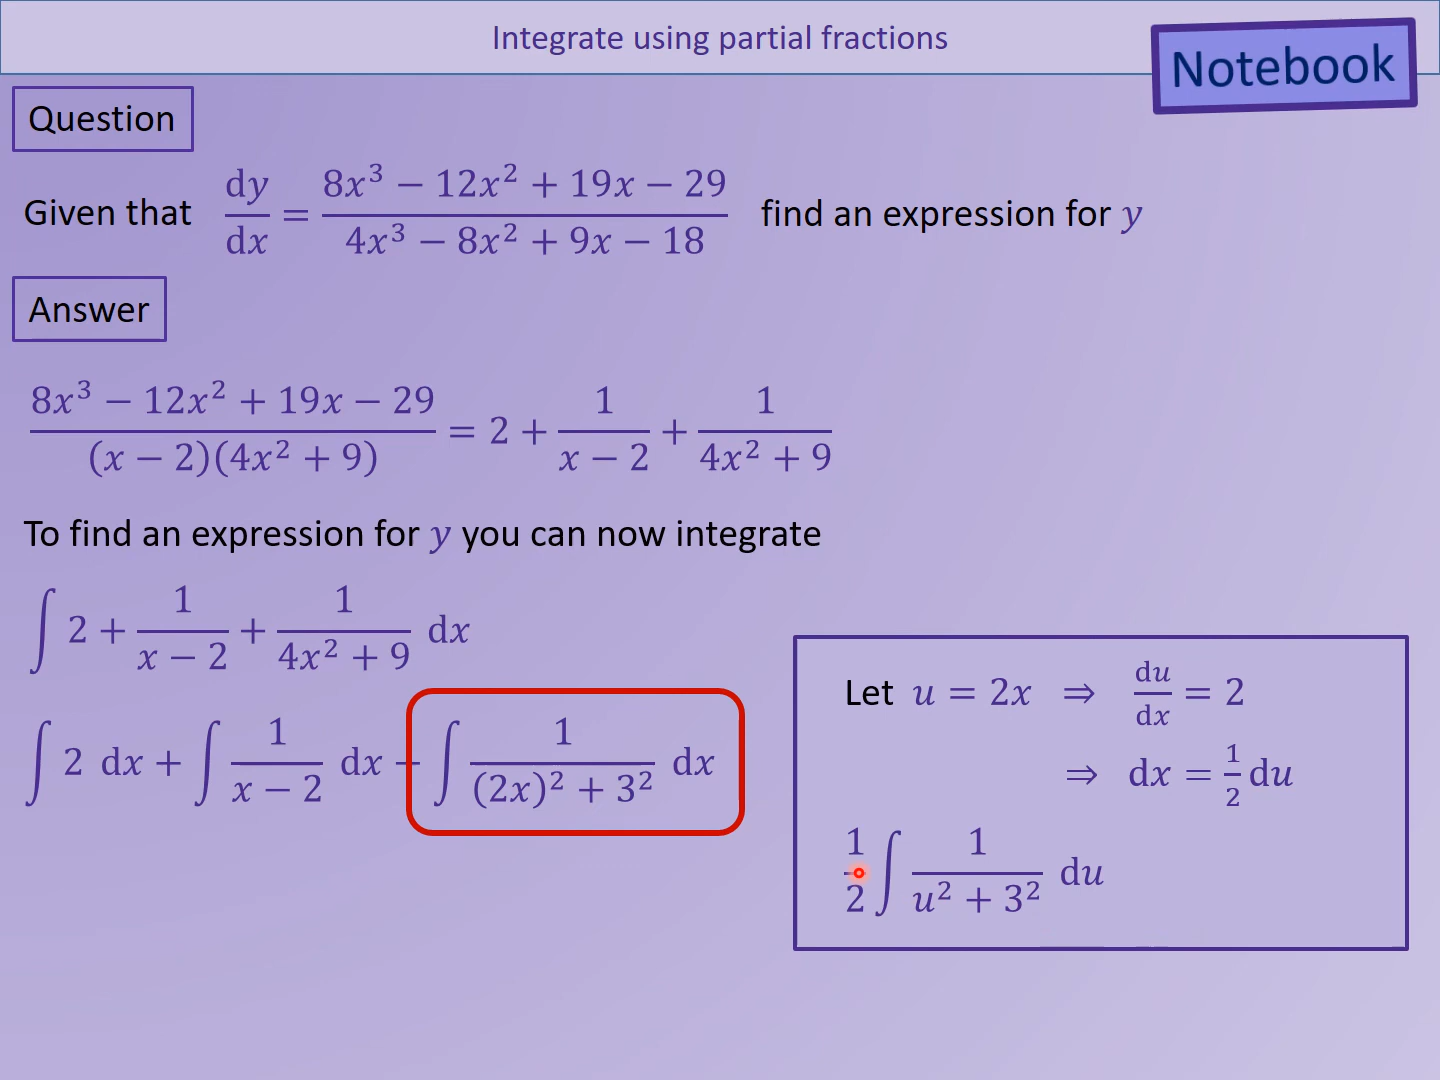 Integrate using partial fractions
Notebook
Question
Given that dy/dx = (8x³ − 12x² + 19x − 29)/(4x³ − 8x² + 9x − 18) find an expression for y
Answer
(8x³ − 12x² + 19x − 29)/((x − 2)(4x² + 9)) = 2 + 1/(x − 2) + 1/(4x² + 9)
To find an expression for y you can now integrate
∫ 2 + 1/(x − 2) + 1/(4x² + 9) dx
∫ 2 dx + ∫ 1/(x − 2) dx + ∫ 1/((2x)² + 3²) dx
Let u = 2x ⇒ du/dx = 2
⇒ dx = 1/2 du
1/2 ∫ 1/(u² + 3²) du